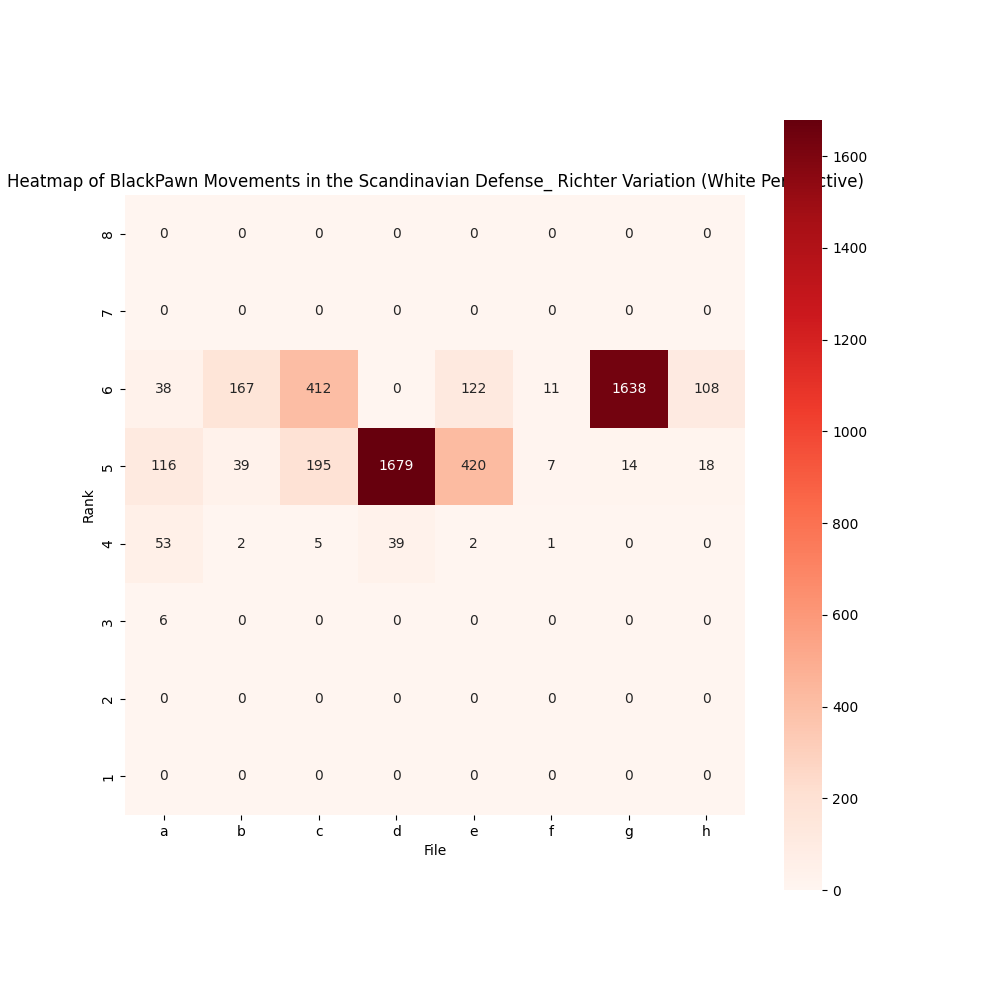 Heatmap of BlackPawn Movements in the Scandinavian Defense_ Richter Variation (White Perspective)
8 0 0 0 0 0 0 0 0
7 0 0 0 0 0 0 0 0
6 38 167 412 0 122 11 1638 108
5 116 39 195 1679 420 7 14 18
4 53 2 5 39 2 1 0 0
3 6 0 0 0 0 0 0 0
2 0 0 0 0 0 0 0 0
1 0 0 0 0 0 0 0 0
a b c d e f g h
File
Rank
1600
1400
1200
1000
800
600
400
200
0